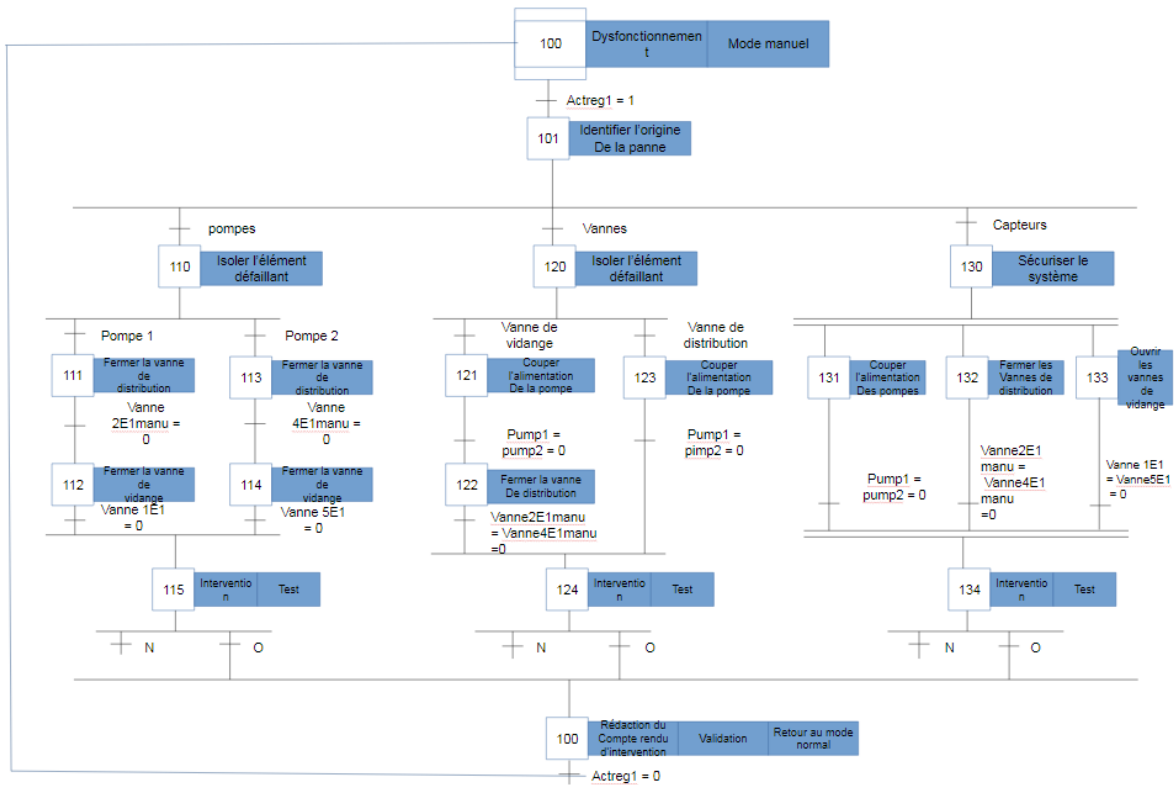 100
Dysfonctionnemen
t
Mode manuel
Actreg1 = 1
101
Identifier l'origine
De la panne
pompes
Vannes
Capteurs
110
Isoler l'élément
défaillant
120
Isoler l'élément
défaillant
130
Sécuriser le
système
Pompe 1
Pompe 2
Vanne de
vidange
Vanne de
distribution
111
Fermer la vanne
de
distribution
113
Fermer la vanne
de
distribution
121
Couper
l'alimentation
De la pompe
123
Couper
l'alimentation
De la pompe
131
Couper
l'alimentation
Des pompes
132
Fermer les
Vannes de
distribution
133
Ouvrir
les
vannes
de
vidange
Vanne
2E1manu =
0
Vanne
4E1manu =
0
Pump1 =
pump2 = 0
Pump1 =
pimp2 = 0
112
Fermer la vanne
de
vidange
114
Fermer la vanne
de
vidange
122
Fermer la vanne
De distribution
Pump1 =
pump2 = 0
Vanne2E1
manu =
Vanne4E1
manu
=0
Vanne 1E1
= Vanne5E1
= 0
Vanne 1E1
= 0
Vanne 5E1
= 0
Vanne2E1manu
= Vanne4E1manu
=0
115
Interventio
n
Test
124
Interventio
n
Test
134
Interventio
n
Test
N
O
N
O
N
O
100
Rédaction du
Compte rendu
d'intervention
Validation
Retour au mode
normal
Actreg1 = 0